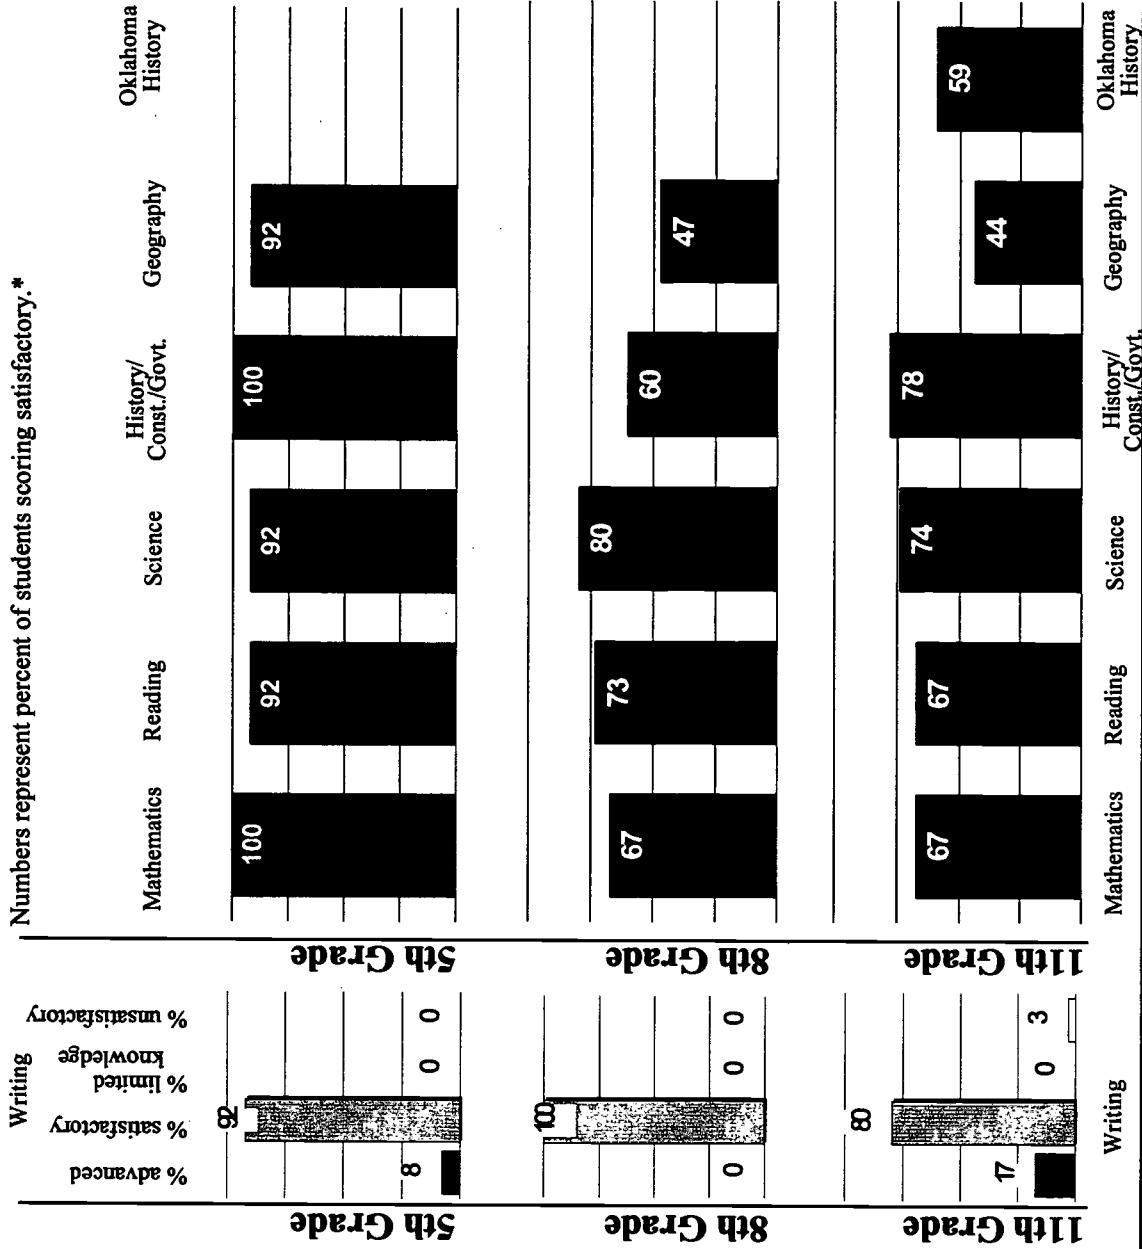 Numbers represent percent of students scoring satisfactory.*
Writing
% advanced
% satisfactory
% limited
knowledge
% unsatisfactory
Mathematics
Reading
Science
History/
Const./Govt.
Geography
Oklahoma
History
5th Grade
8
92
0
0
5th Grade
100
92
92
100
92
8th Grade
0
100
0
0
8th Grade
67
73
80
60
47
11th Grade
17
80
0
3
11th Grade
67
67
74
78
44
59
Writing
Mathematics
Reading
Science
History/
Const./Govt.
Geography
Oklahoma
History